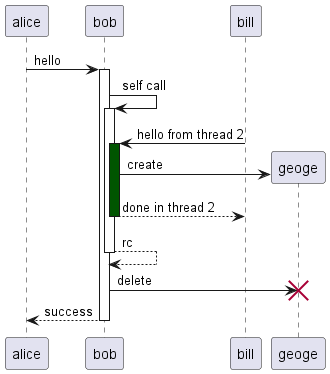 alice bob bill
hello
self call
hello from thread 2
create
geoge
done in thread 2
rc
delete
success
alice bob bill geoge